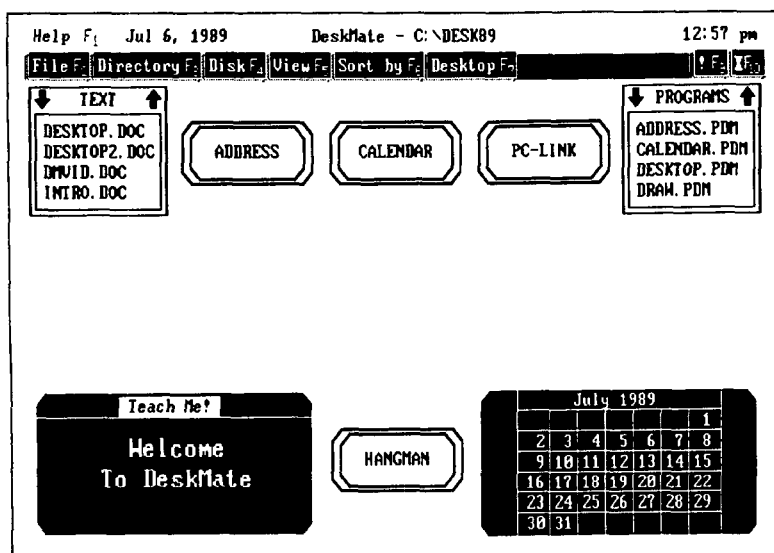 Help F1 Jul 6, 1989 DeskMate - C:\DESK89 12:57 pm
File Directory Disk F4 View Sort by Desktop F7 !
TEXT
DESKTOP.DOC
DESKTOP2.DOC
DMVID.DOC
INTRO.DOC
ADDRESS
CALENDAR
PC-LINK
PROGRAMS
ADDRESS.PDM
CALENDAR.PDM
DESKTOP.PDM
DRAW.PDM
Teach Me!
Welcome
To DeskMate
HANGMAN
July 1989
1
2 3 4 5 6 7 8
9 10 11 12 13 14 15
16 17 18 19 20 21 22
23 24 25 26 27 28 29
30 31